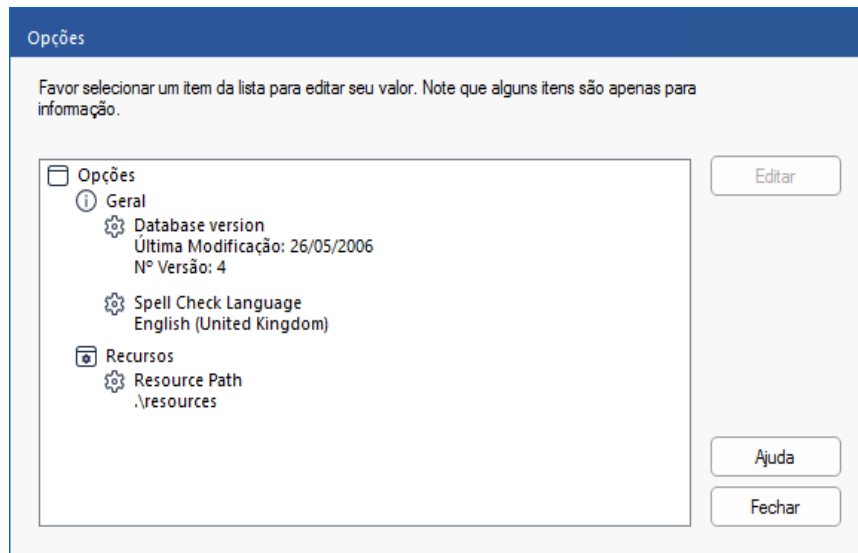 Opções
Favor selecionar um item da lista para editar seu valor. Note que alguns itens são apenas para
informação.
Opções
Geral
Database version
Última Modificação: 26/05/2006
Nº Versão: 4
Spell Check Language
English (United Kingdom)
Recursos
Resource Path
.\resources
Editar
Ajuda
Fechar